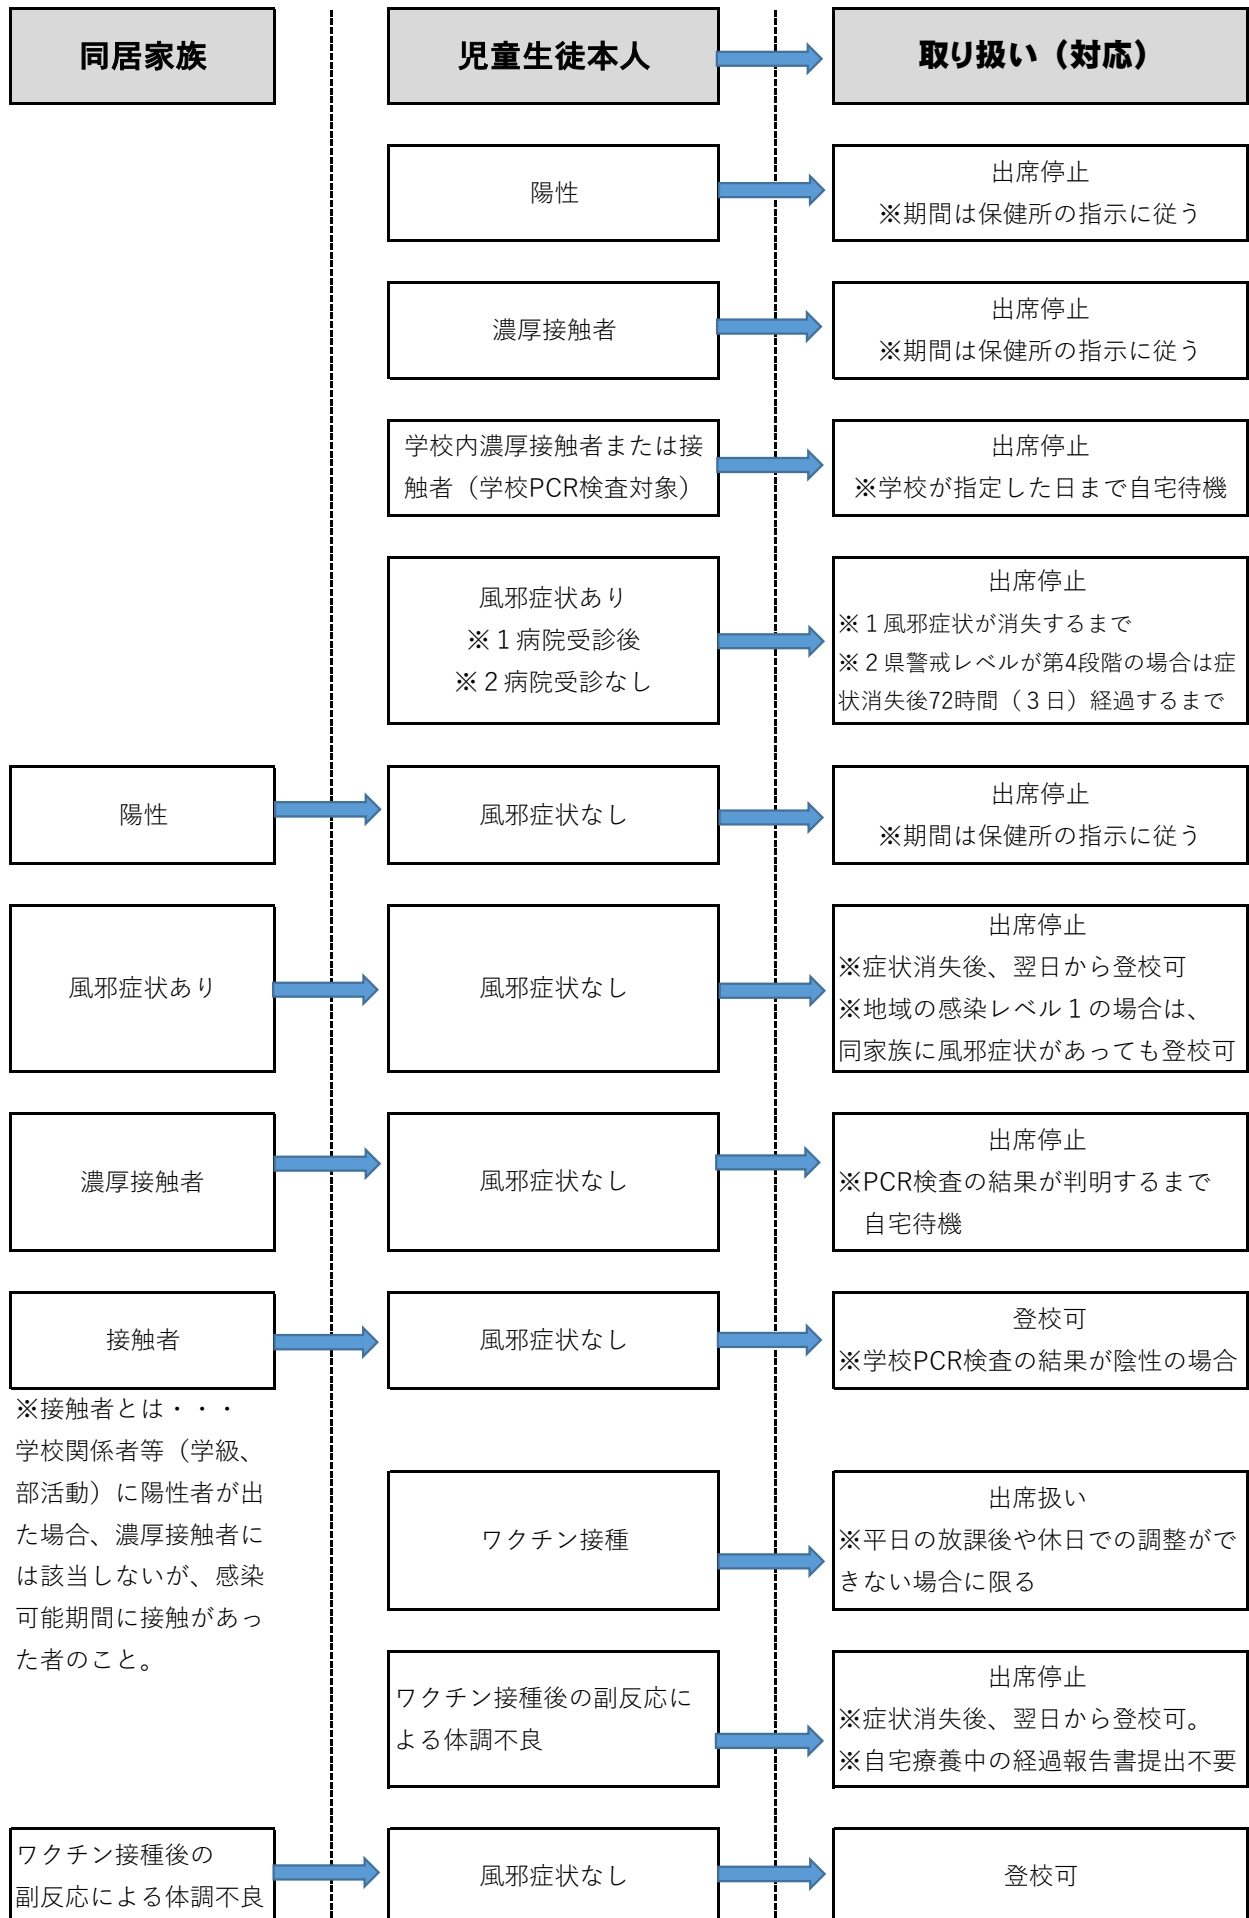 同居家族
児童生徒本人
取り扱い（対応）
陽性
出席停止
※期間は保健所の指示に従う
濃厚接触者
出席停止
※期間は保健所の指示に従う
学校内濃厚接触者または接
触者（学校PCR検査対象）
出席停止
※学校が指定した日まで自宅待機
風邪症状あり
※１病院受診後
※２病院受診なし
出席停止
※１風邪症状が消失するまで
※２県警戒レベルが第4段階の場合は症
状消失後72時間（３日）経過するまで
陽性
風邪症状なし
出席停止
※期間は保健所の指示に従う
風邪症状あり
風邪症状なし
出席停止
※症状消失後、翌日から登校可
※地域の感染レベル１の場合は、
同家族に風邪症状があっても登校可
濃厚接触者
風邪症状なし
出席停止
※PCR検査の結果が判明するまで
自宅待機
接触者
風邪症状なし
登校可
※学校PCR検査の結果が陰性の場合
※接触者とは・・・
学校関係者等（学級、
部活動）に陽性者が出
た場合、濃厚接触者に
は該当しないが、感染
可能期間に接触があっ
た者のこと。
ワクチン接種
出席扱い
※平日の放課後や休日での調整がで
きない場合に限る
ワクチン接種後の副反応に
よる体調不良
出席停止
※症状消失後、翌日から登校可。
※自宅療養中の経過報告書提出不要
ワクチン接種後の
副反応による体調不良
風邪症状なし
登校可